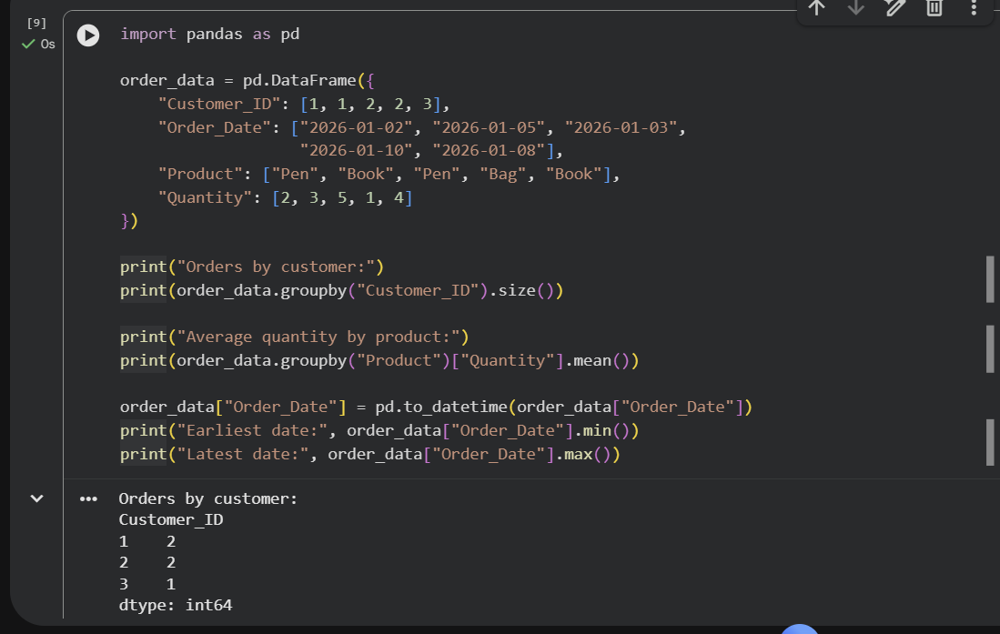 [9]
0s
import pandas as pd
order_data = pd.DataFrame({
    "Customer_ID": [1, 1, 2, 2, 3],
    "Order_Date": ["2026-01-02", "2026-01-05", "2026-01-03",
                   "2026-01-10", "2026-01-08"],
    "Product": ["Pen", "Book", "Pen", "Bag", "Book"],
    "Quantity": [2, 3, 5, 1, 4]
})
print("Orders by customer:")
print(order_data.groupby("Customer_ID").size())
print("Average quantity by product:")
print(order_data.groupby("Product")["Quantity"].mean())
order_data["Order_Date"] = pd.to_datetime(order_data["Order_Date"])
print("Earliest date:", order_data["Order_Date"].min())
print("Latest date:", order_data["Order_Date"].max())
Orders by customer:
Customer_ID
1    2
2    2
3    1
dtype: int64